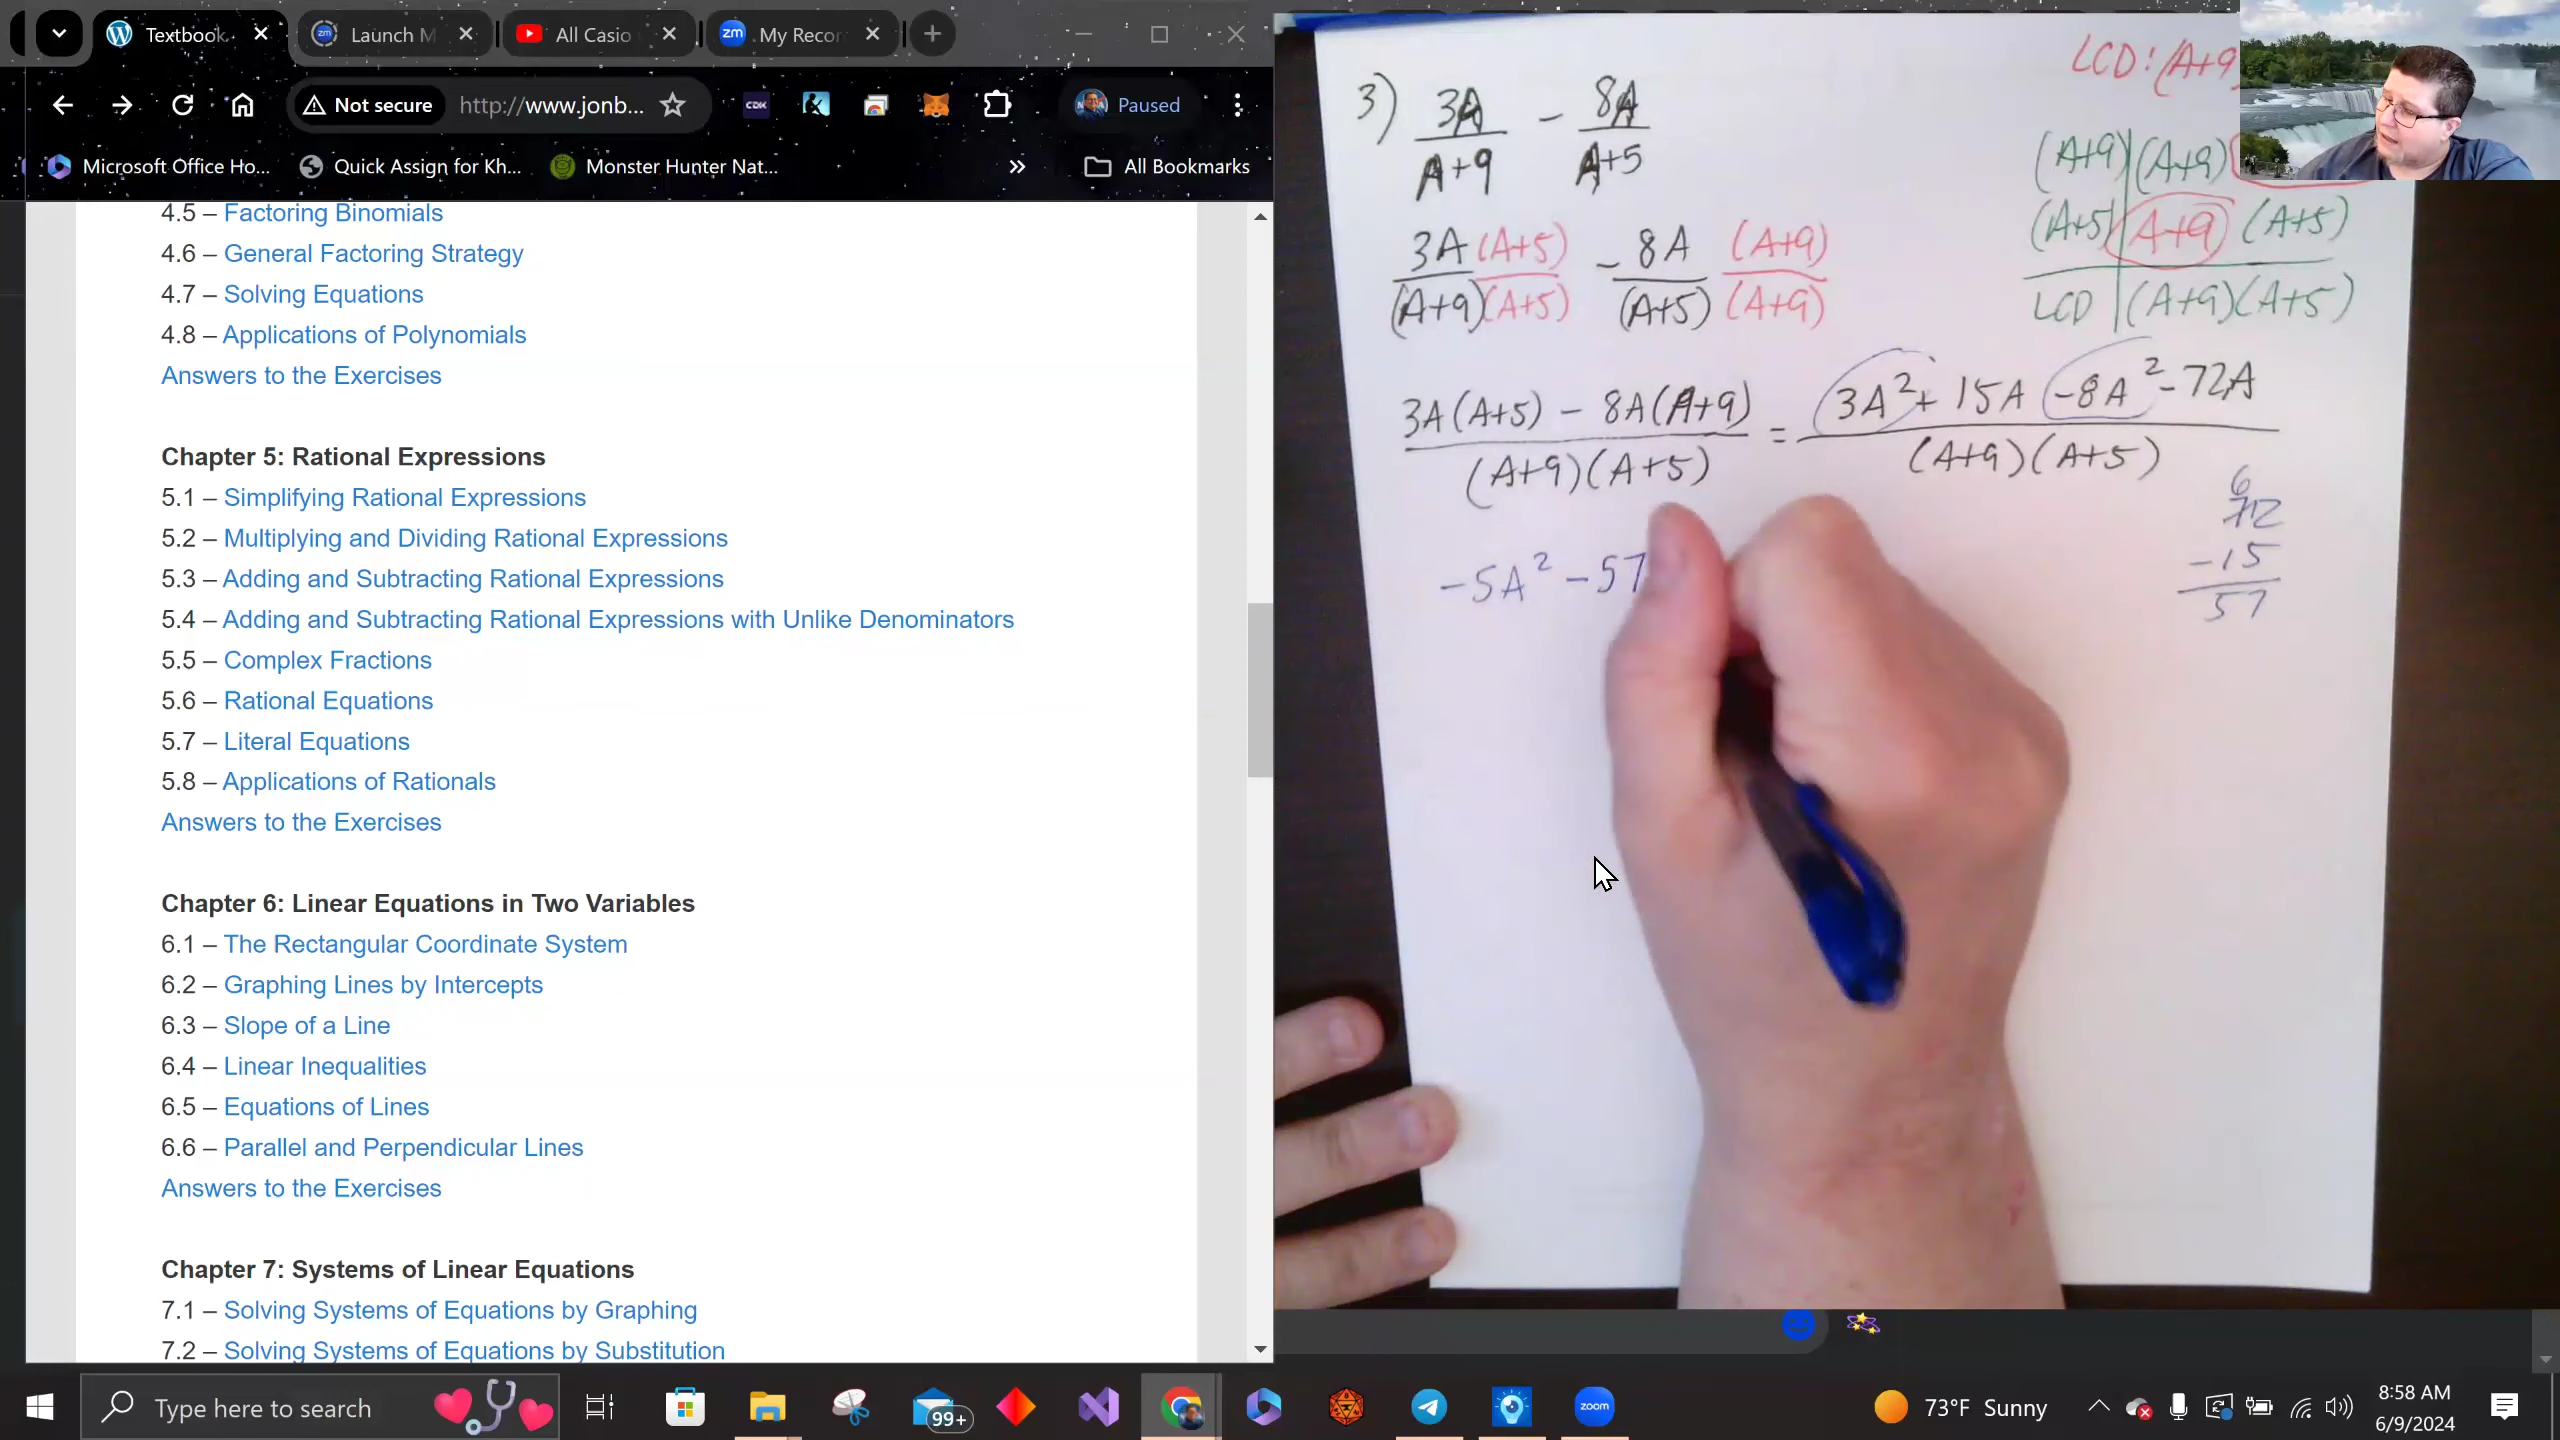 Textbook
Launch M
All Casio
My Recor
Not secure
http://www.jonb...
CDK
Paused
Microsoft Office Ho...
Quick Assign for Kh...
Monster Hunter Nat...
»
All Bookmarks
4.5 – Factoring Binomials
4.6 – General Factoring Strategy
4.7 – Solving Equations
4.8 – Applications of Polynomials
Answers to the Exercises
Chapter 5: Rational Expressions
5.1 – Simplifying Rational Expressions
5.2 – Multiplying and Dividing Rational Expressions
5.3 – Adding and Subtracting Rational Expressions
5.4 – Adding and Subtracting Rational Expressions with Unlike Denominators
5.5 – Complex Fractions
5.6 – Rational Equations
5.7 – Literal Equations
5.8 – Applications of Rationals
Answers to the Exercises
Chapter 6: Linear Equations in Two Variables
6.1 – The Rectangular Coordinate System
6.2 – Graphing Lines by Intercepts
6.3 – Slope of a Line
6.4 – Linear Inequalities
6.5 – Equations of Lines
6.6 – Parallel and Perpendicular Lines
Answers to the Exercises
Chapter 7: Systems of Linear Equations
7.1 – Solving Systems of Equations by Graphing
7.2 – Solving Systems of Equations by Substitution
3) 3A - 8A
A+9 A+5
3A (A+5) - 8A (A+9)
(A+9)(A+5) (A+5) (A+9)
3A(A+5) - 8A(A+9) = 3A² + 15A - 8A² - 72A
(A+9)(A+5) (A+9)(A+5)
-5A² - 57
LCD: (A+9
(A+9) (A+9)
(A+5) A+9 (A+5)
LCD (A+9)(A+5)
6
72
-15
57
Type here to search
99+
zoom
73°F Sunny
8:58 AM
6/9/2024